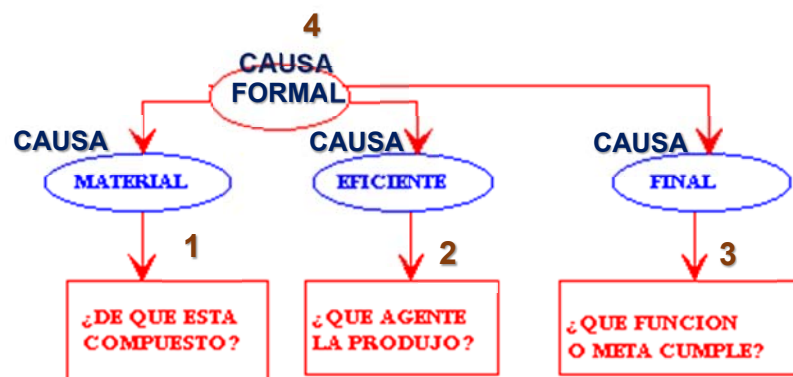 4
CAUSA
FORMAL
CAUSA
MATERIAL
CAUSA
EFICIENTE
CAUSA
FINAL
1
2
3
¿DE QUE ESTA
COMPUESTO?
¿QUE AGENTE
LA PRODUJO?
¿QUE FUNCION
O META CUMPLE?